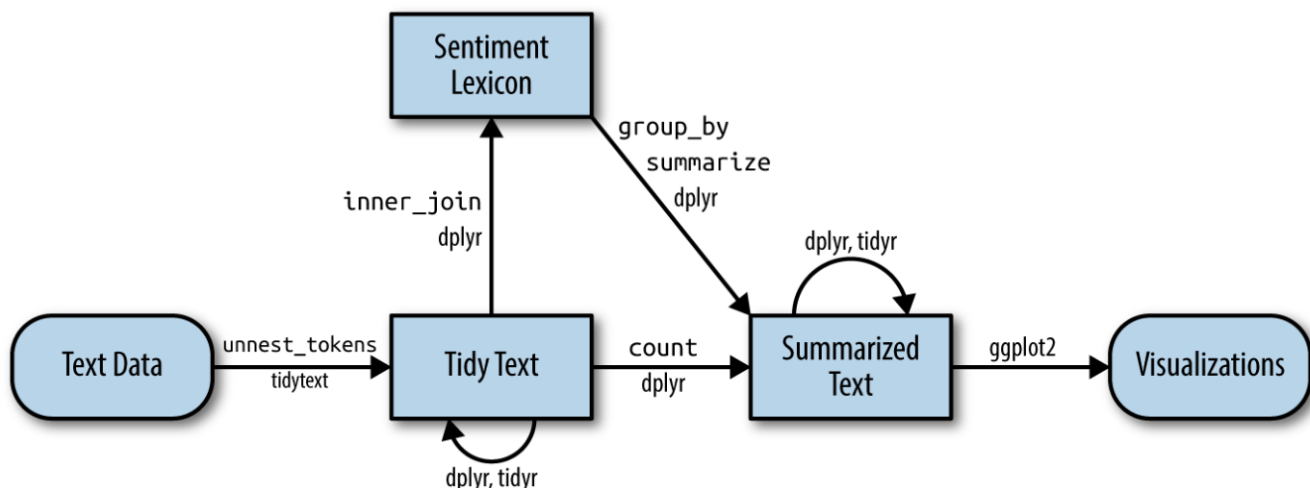 Sentiment
Lexicon
group_by
summarize
dplyr
inner_join
dplyr
dplyr, tidyr
Text Data
unnest_tokens
tidytext
Tidy Text
count
dplyr
Summarized
Text
ggplot2
Visualizations
dplyr, tidyr